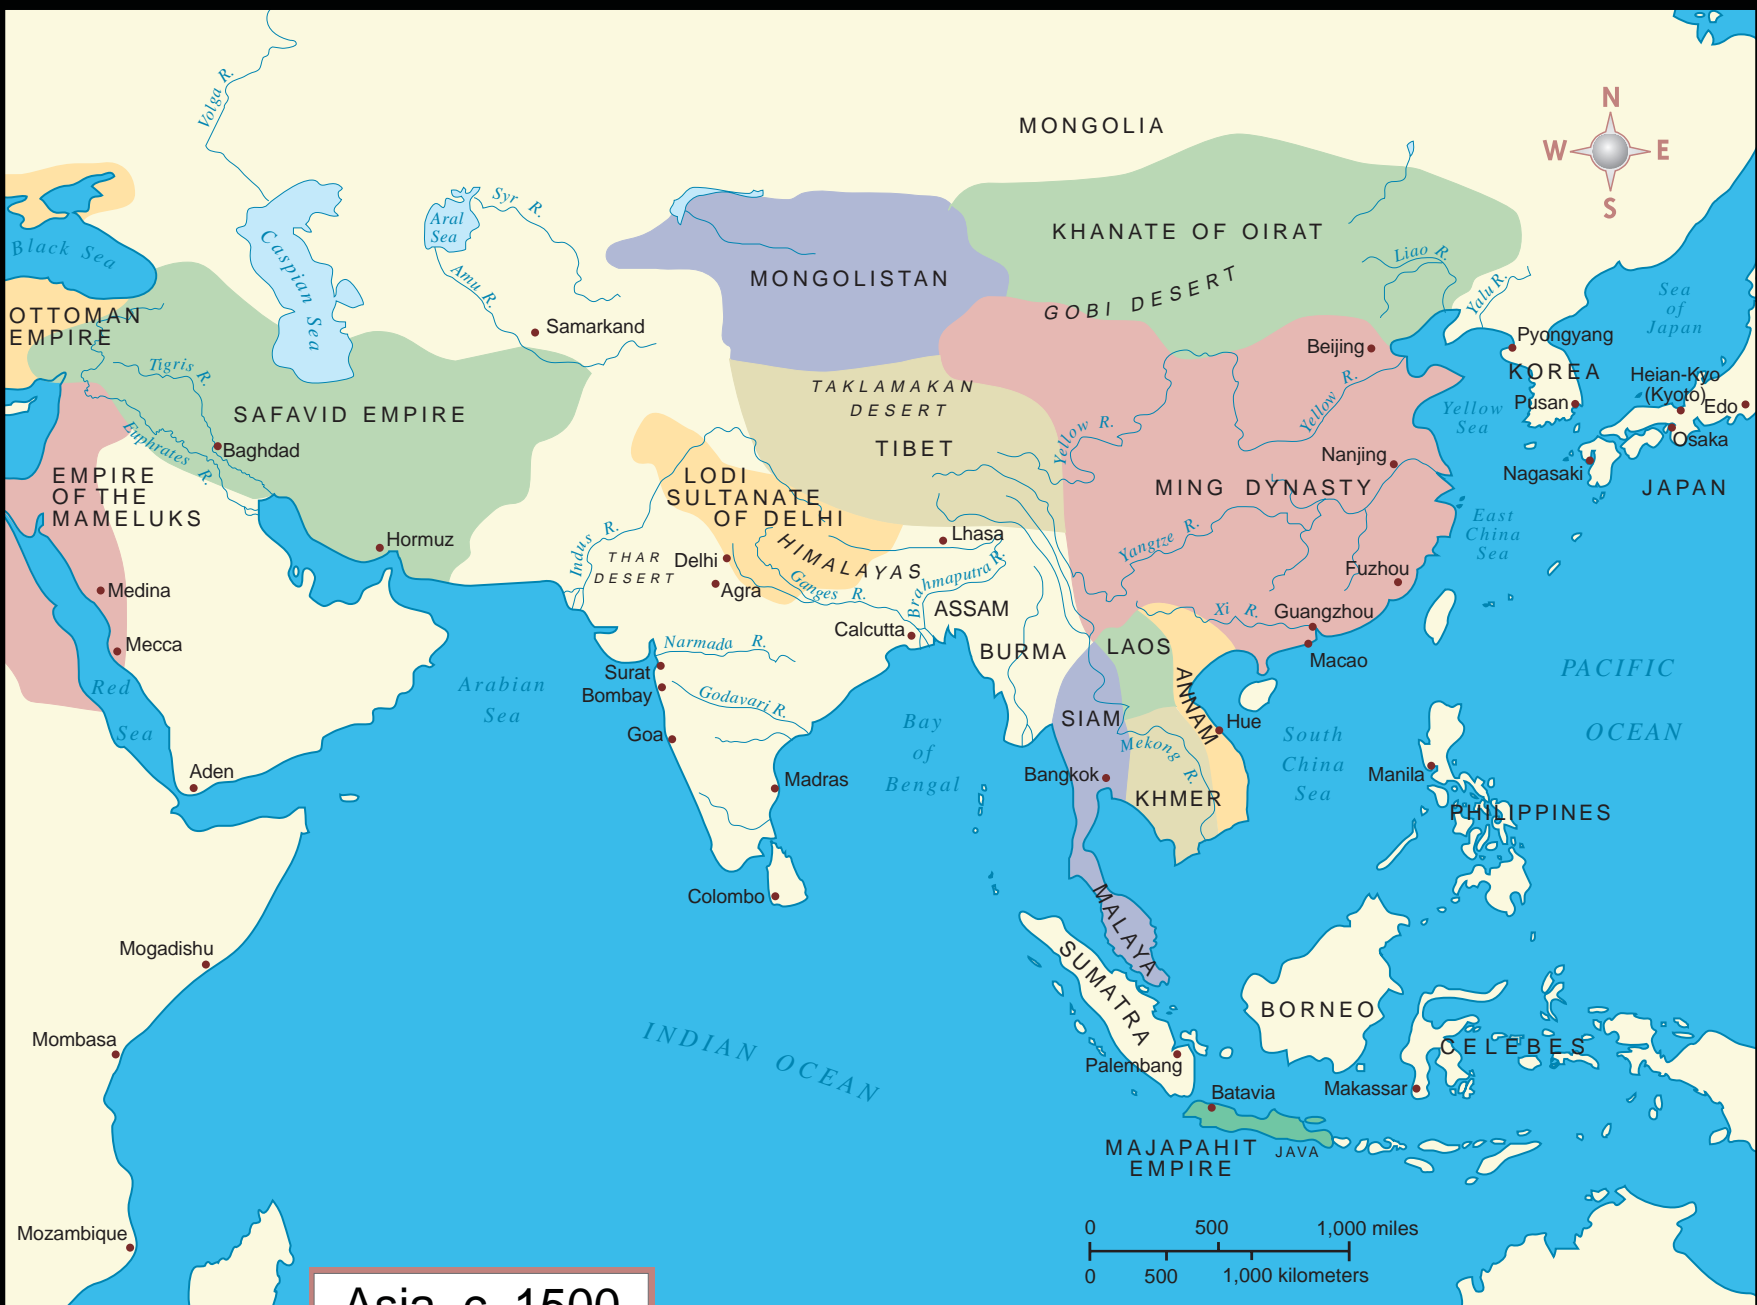 MONGOLIA
N
W
E
S
Volga R.
Black Sea
Caspian Sea
Aral
Sea
Syr R.
Amu R.
Samarkand
MONGOLISTAN
KHANATE OF OIRAT
GOBI DESERT
Liao R.
Yalu R.
Sea
of
Japan
OTTOMAN
EMPIRE
Tigris R.
SAFAVID EMPIRE
Euphrates R.
Baghdad
TAKLAMAKAN
DESERT
TIBET
Beijing
Yellow R.
Yellow R.
Pyongyang
KOREA
Pusan
Yellow
Sea
Heian-Kyo
(Kyoto)
Edo
Osaka
Nagasaki
JAPAN
EMPIRE
OF THE
MAMELUKS
LODI
SULTANATE
OF DELHI
Nanjing
MING DYNASTY
East
China
Sea
Hormuz
Indus R.
THAR
DESERT
Delhi
Agra
HIMALAYAS
Ganges R.
Lhasa
Brahmaputra R.
Yangtze R.
Fuzhou
Medina
Mecca
ASSAM
Calcutta
Xi R.
Guangzhou
Macao
BURMA
LAOS
ANNAM
Narmada R.
Surat
Bombay
Godavari R.
Goa
Red
Sea
Arabian
Sea
Bay
of
Bengal
SIAM
Mekong R.
Hue
South
China
Sea
PACIFIC
OCEAN
Aden
Madras
Bangkok
KHMER
Manila
PHILIPPINES
Colombo
MALAYA
Mogadishu
SUMATRA
BORNEO
CELEBES
Mombasa
INDIAN OCEAN
Palembang
Batavia
Makassar
MAJAPAHIT
EMPIRE
JAVA
Mozambique
0 500 1,000 miles
0 500 1,000 kilometers
Asia, c. 1500